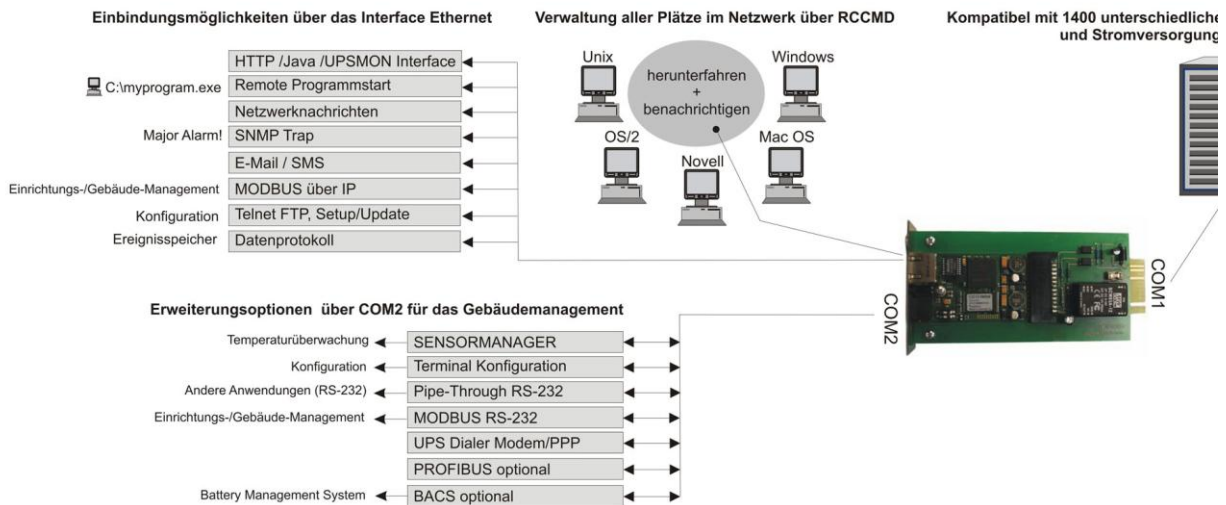 Einbindungsmöglichkeiten über das Interface Ethernet
HTTP /Java /UPSMON Interface
C:\myprogram.exe
Remote Programmstart
Netzwerknachrichten
Major Alarm!
SNMP Trap
E-Mail / SMS
Einrichtungs-/Gebäude-Management
MODBUS über IP
Konfiguration
Telnet FTP, Setup/Update
Ereignisspeicher
Datenprotokoll
Verwaltung aller Plätze im Netzwerk über RCCMD
Unix
Windows
herunterfahren
+
benachrichtigen
OS/2
Mac OS
Novell
Kompatibel mit 1400 unterschiedliche
und Stromversorgung
COM1
COM2
Erweiterungsoptionen über COM2 für das Gebäudemanagement
Temperaturüberwachung
SENSORMANAGER
Konfiguration
Terminal Konfiguration
Andere Anwendungen (RS-232)
Pipe-Through RS-232
Einrichtungs-/Gebäude-Management
MODBUS RS-232
UPS Dialer Modem/PPP
PROFIBUS optional
Battery Management System
BACS optional